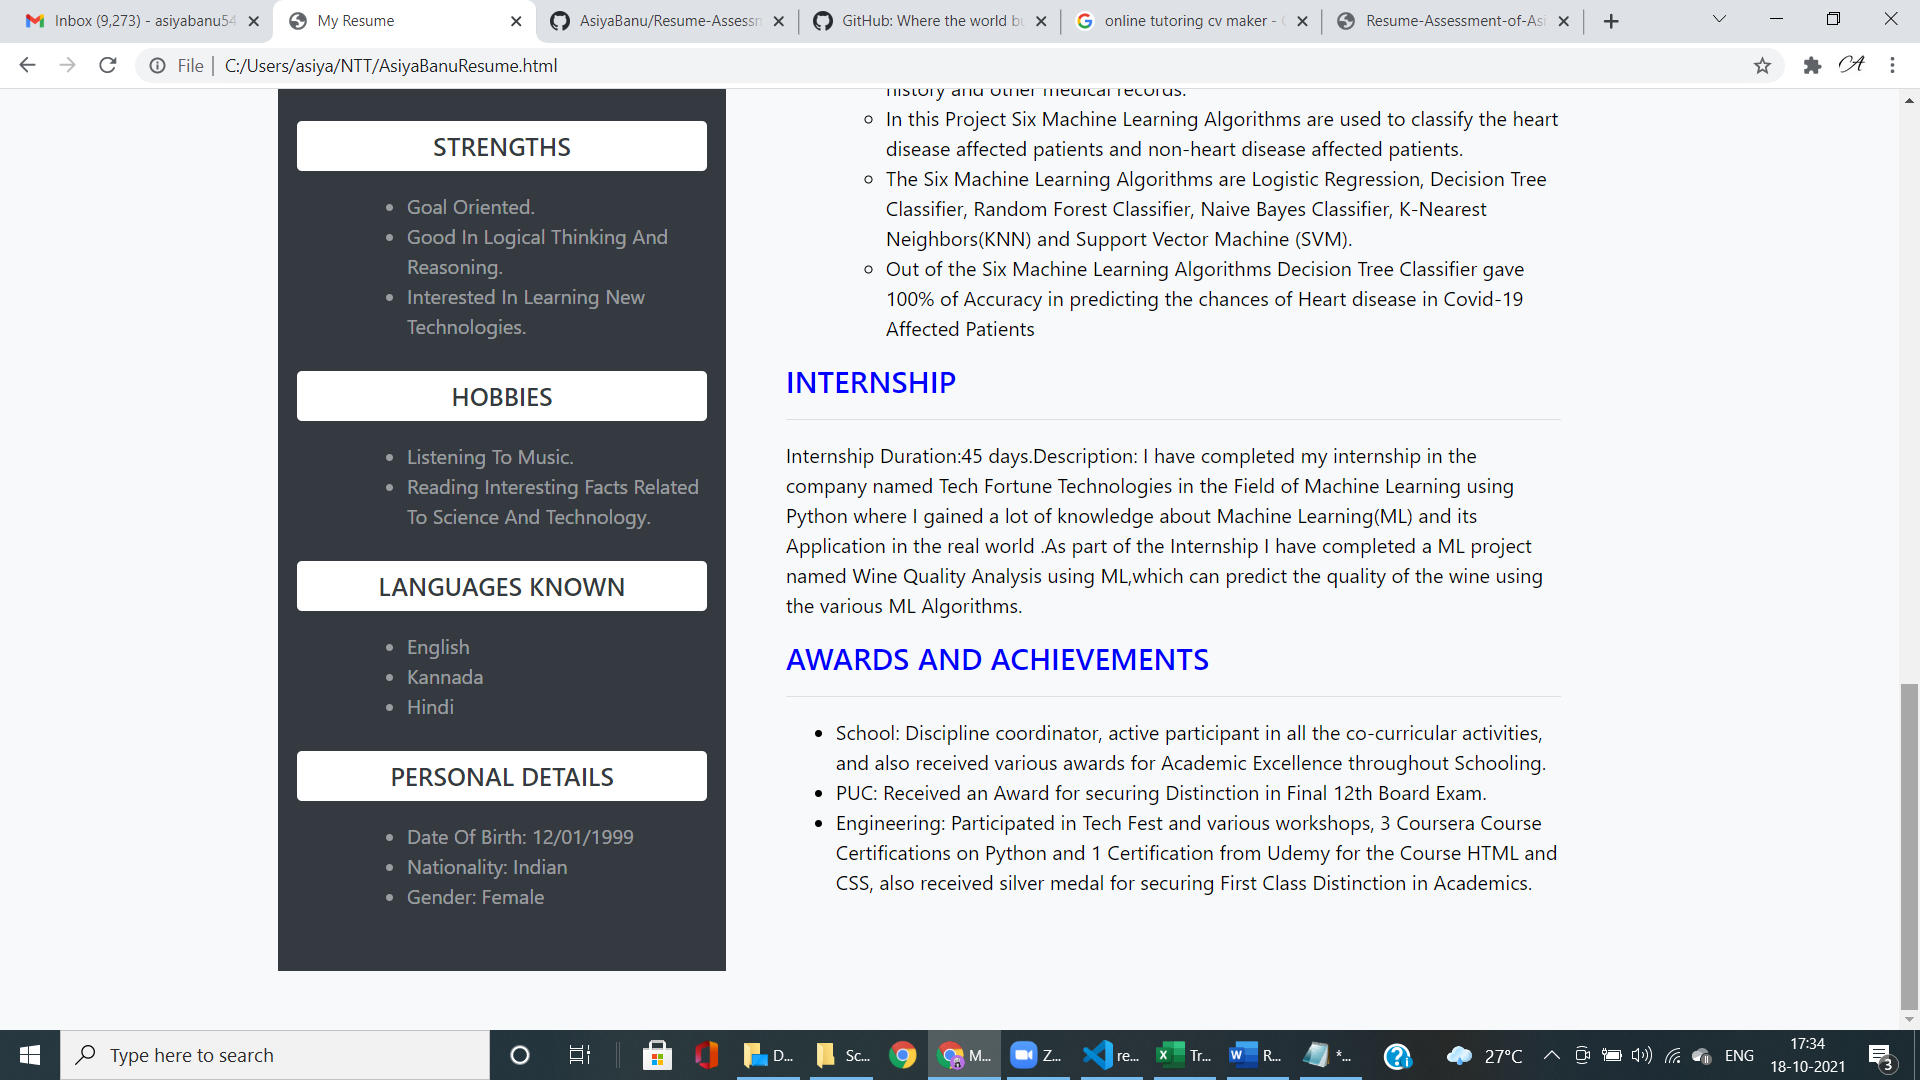 Inbox (9,273) - asiyabanu54
My Resume
AsiyaBanu/Resume-Assessm
GitHub: Where the world bu
online tutoring cv maker - G
Resume-Assessment-of-Asi
File
C:/Users/asiya/NTT/AsiyaBanuResume.html
STRENGTHS
Goal Oriented.
Good In Logical Thinking And
Reasoning.
Interested In Learning New
Technologies.
HOBBIES
Listening To Music.
Reading Interesting Facts Related
To Science And Technology.
LANGUAGES KNOWN
English
Kannada
Hindi
PERSONAL DETAILS
Date Of Birth: 12/01/1999
Nationality: Indian
Gender: Female
history and other medical records.
In this Project Six Machine Learning Algorithms are used to classify the heart
disease affected patients and non-heart disease affected patients.
The Six Machine Learning Algorithms are Logistic Regression, Decision Tree
Classifier, Random Forest Classifier, Naive Bayes Classifier, K-Nearest
Neighbors(KNN) and Support Vector Machine (SVM).
Out of the Six Machine Learning Algorithms Decision Tree Classifier gave
100% of Accuracy in predicting the chances of Heart disease in Covid-19
Affected Patients
INTERNSHIP
Internship Duration:45 days.Description: I have completed my internship in the
company named Tech Fortune Technologies in the Field of Machine Learning using
Python where I gained a lot of knowledge about Machine Learning(ML) and its
Application in the real world .As part of the Internship I have completed a ML project
named Wine Quality Analysis using ML,which can predict the quality of the wine using
the various ML Algorithms.
AWARDS AND ACHIEVEMENTS
School: Discipline coordinator, active participant in all the co-curricular activities,
and also received various awards for Academic Excellence throughout Schooling.
PUC: Received an Award for securing Distinction in Final 12th Board Exam.
Engineering: Participated in Tech Fest and various workshops, 3 Coursera Course
Certifications on Python and 1 Certification from Udemy for the Course HTML and
CSS, also received silver medal for securing First Class Distinction in Academics.
Type here to search
D...
Sc...
M...
Z...
re...
Tr...
R...
*...
27°C
ENG
17:34
18-10-2021
3